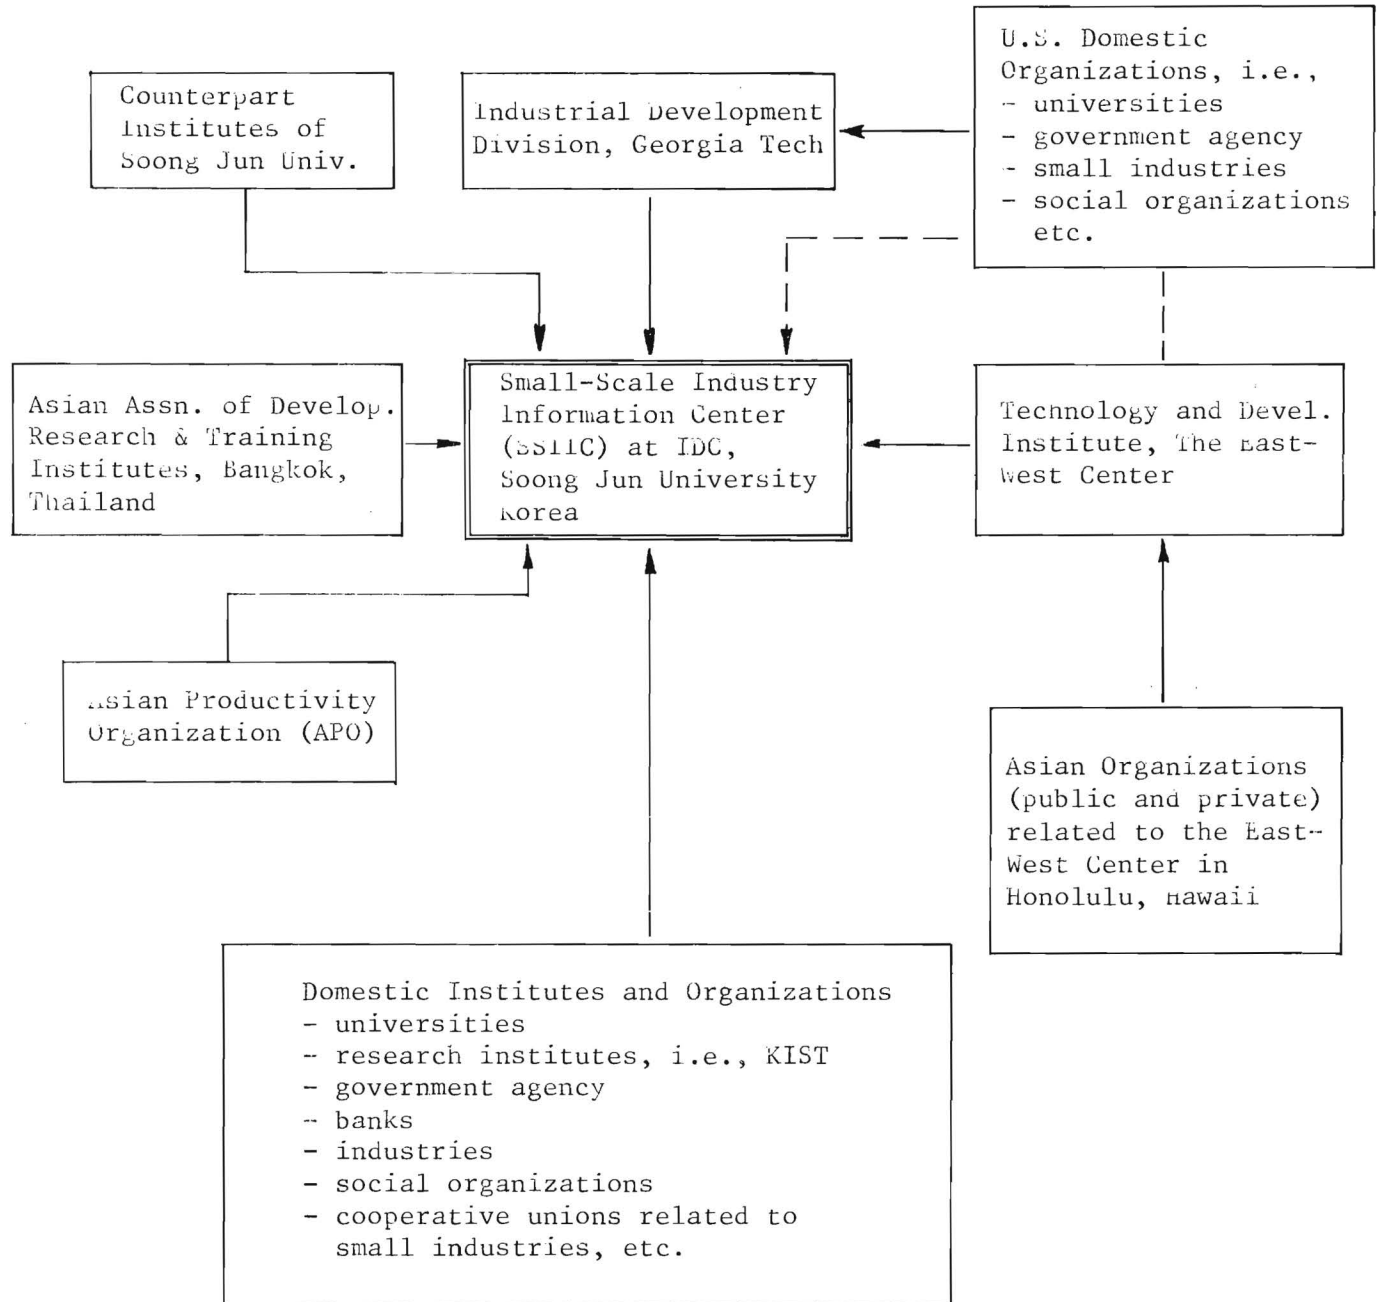 Counterpart
Institutes of
Soong Jun Univ.
Industrial Development
Division, Georgia Tech
U.S. Domestic
Organizations, i.e.,
- universities
- government agency
- small industries
- social organizations
etc.
Asian Assn. of Develop.
Research & Training
Institutes, Bangkok,
Thailand
Small-Scale Industry
Information Center
(SSIIC) at IDC,
Soong Jun University
Korea
Technology and Devel.
Institute, The East-
West Center
Asian Productivity
Organization (APO)
Asian Organizations
(public and private)
related to the East-
West Center in
Honolulu, Hawaii
Domestic Institutes and Organizations
- universities
- research institutes, i.e., KIST
- government agency
- banks
- industries
- social organizations
- cooperative unions related to
small industries, etc.